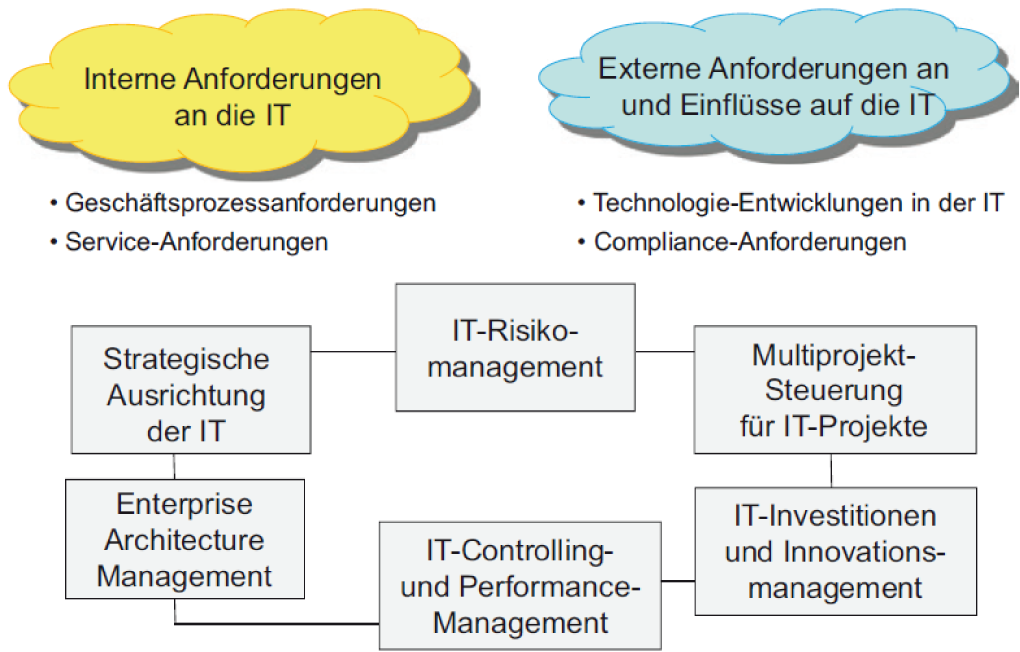 Interne Anforderungen
an die IT
Externe Anforderungen an
und Einflüsse auf die IT
• Geschäftsprozessanforderungen
• Service-Anforderungen
• Technologie-Entwicklungen in der IT
• Compliance-Anforderungen
IT-Risiko-
management
Strategische
Ausrichtung
der IT
Multiprojekt-
Steuerung
für IT-Projekte
Enterprise
Architecture
Management
IT-Controlling-
und Performance-
Management
IT-Investitionen
und Innovations-
management